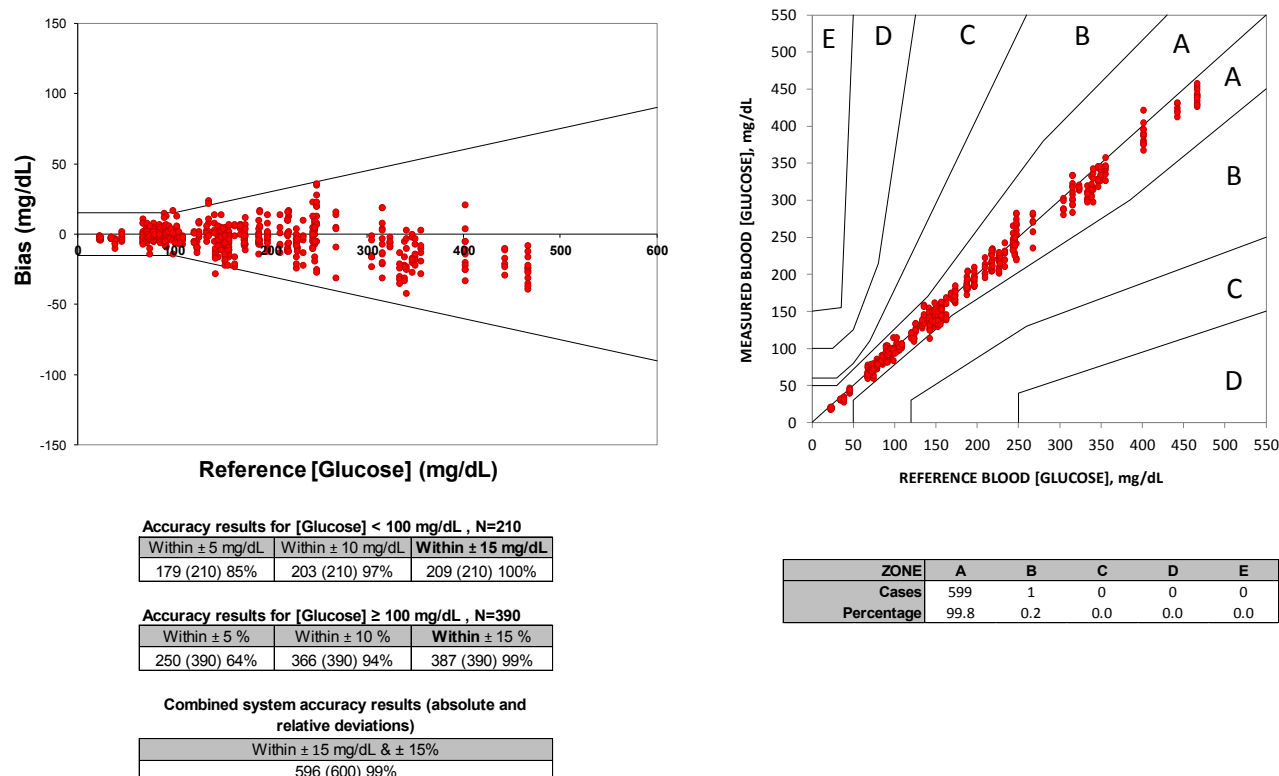 150
100
50
0
-50
-100
-150
0 100 200 300 400 500 600
Bias (mg/dL)
Reference [Glucose] (mg/dL)
Accuracy results for [Glucose] < 100 mg/dL , N=210
Within ± 5 mg/dL Within ± 10 mg/dL Within ± 15 mg/dL
179 (210) 85% 203 (210) 97% 209 (210) 100%
Accuracy results for [Glucose] ≥ 100 mg/dL , N=390
Within ± 5 % Within ± 10 % Within ± 15 %
250 (390) 64% 366 (390) 94% 387 (390) 99%
Combined system accuracy results (absolute and
relative deviations)
Within ± 15 mg/dL & ± 15%
596 (600) 99%
550
500
450
400
350
300
250
200
150
100
50
0
0 50 100 150 200 250 300 350 400 450 500 550
MEASURED BLOOD [GLUCOSE], mg/dL
REFERENCE BLOOD [GLUCOSE], mg/dL
E D C B A
A
B
C
D
ZONE A B C D E
Cases 599 1 0 0 0
Percentage 99.8 0.2 0.0 0.0 0.0